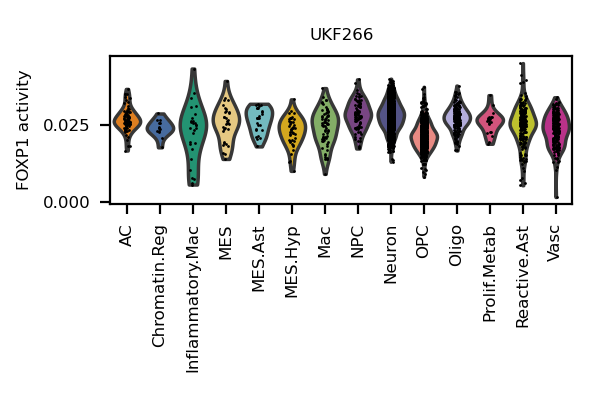 UKF266
FOXP1 activity
0.025
0.000
AC
Chromatin.Reg
Inflammatory.Mac
MES
MES.Ast
MES.Hyp
Mac
NPC
Neuron
OPC
Oligo
Prolif.Metab
Reactive.Ast
Vasc